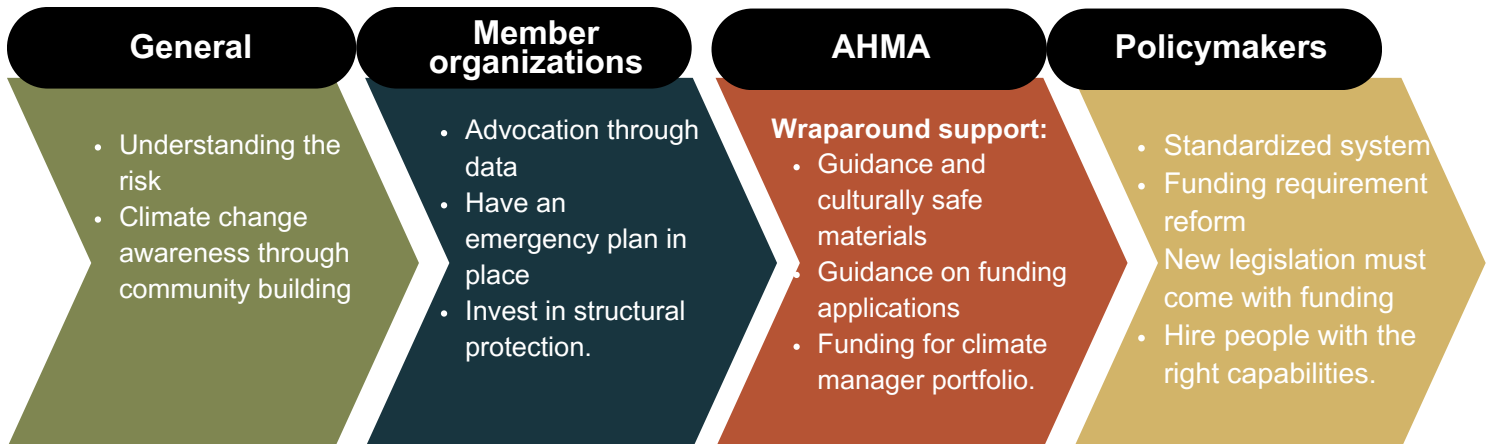 General
• Understanding the
risk
• Climate change
awareness through
community building
Member
organizations
• Advocation through
data
• Have an
emergency plan in
place
• Invest in structural
protection.
AHMA
Wraparound support:
• Guidance and
culturally safe
materials
• Guidance on funding
applications
• Funding for climate
manager portfolio.
Policymakers
• Standardized system
• Funding requirement
reform
• New legislation must
come with funding
• Hire people with the
right capabilities.